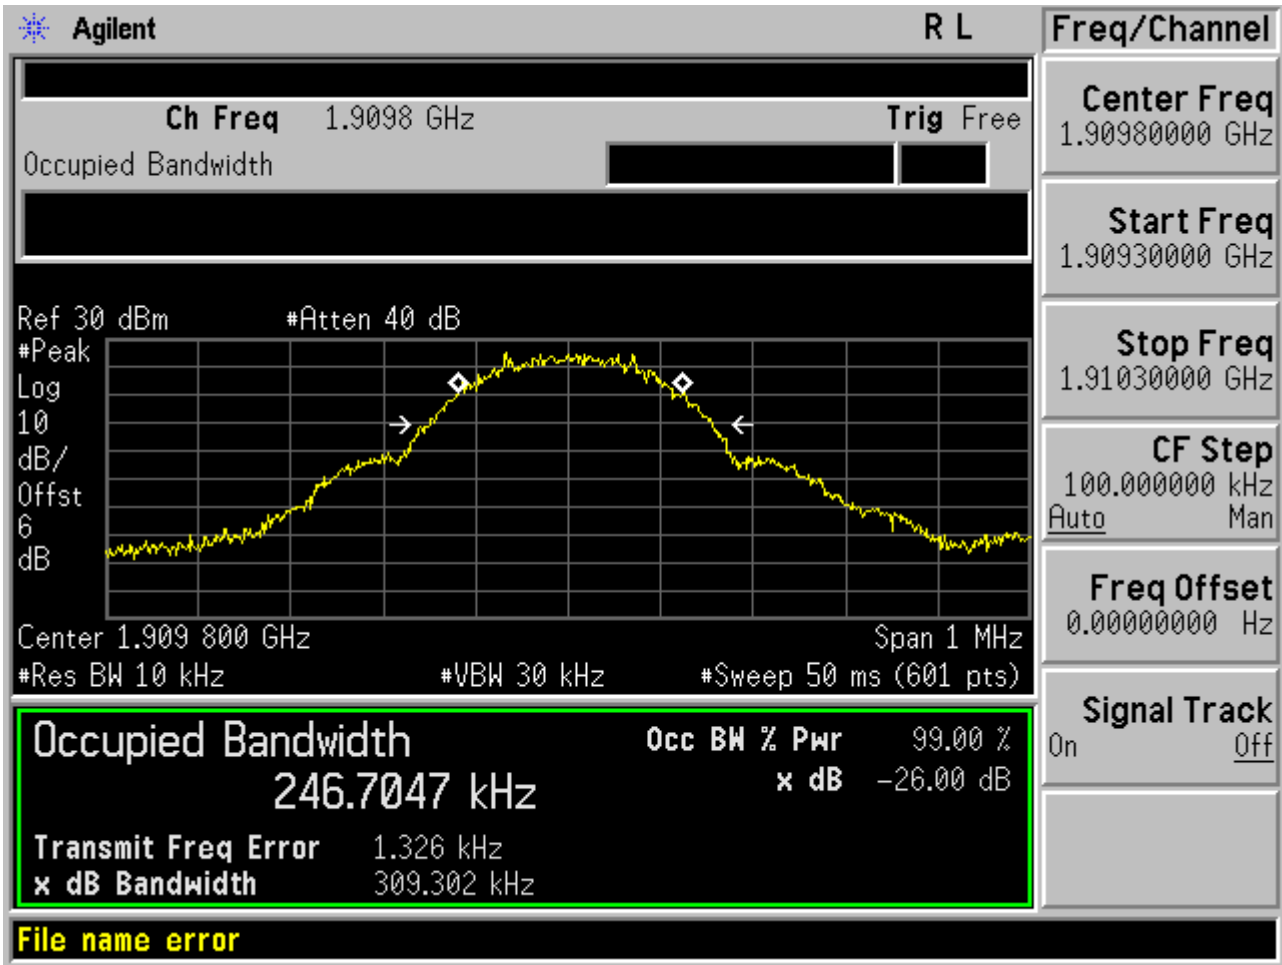 Agilent R L
Ch Freq 1.9098 GHz Trig Free
Occupied Bandwidth
Ref 30 dBm #Atten 40 dB
#Peak
Log
10
dB/
Offst
6
dB
Center 1.909 800 GHz Span 1 MHz
#Res BW 10 kHz #VBW 30 kHz #Sweep 50 ms (601 pts)
Occupied Bandwidth Occ BW % Pwr 99.00 %
246.7047 kHz x dB -26.00 dB
Transmit Freq Error 1.326 kHz
x dB Bandwidth 309.302 kHz
File name error
Freq/Channel
Center Freq
1.90980000 GHz
Start Freq
1.90930000 GHz
Stop Freq
1.91030000 GHz
CF Step
100.000000 kHz
Auto Man
Freq Offset
0.00000000 Hz
Signal Track
On Off